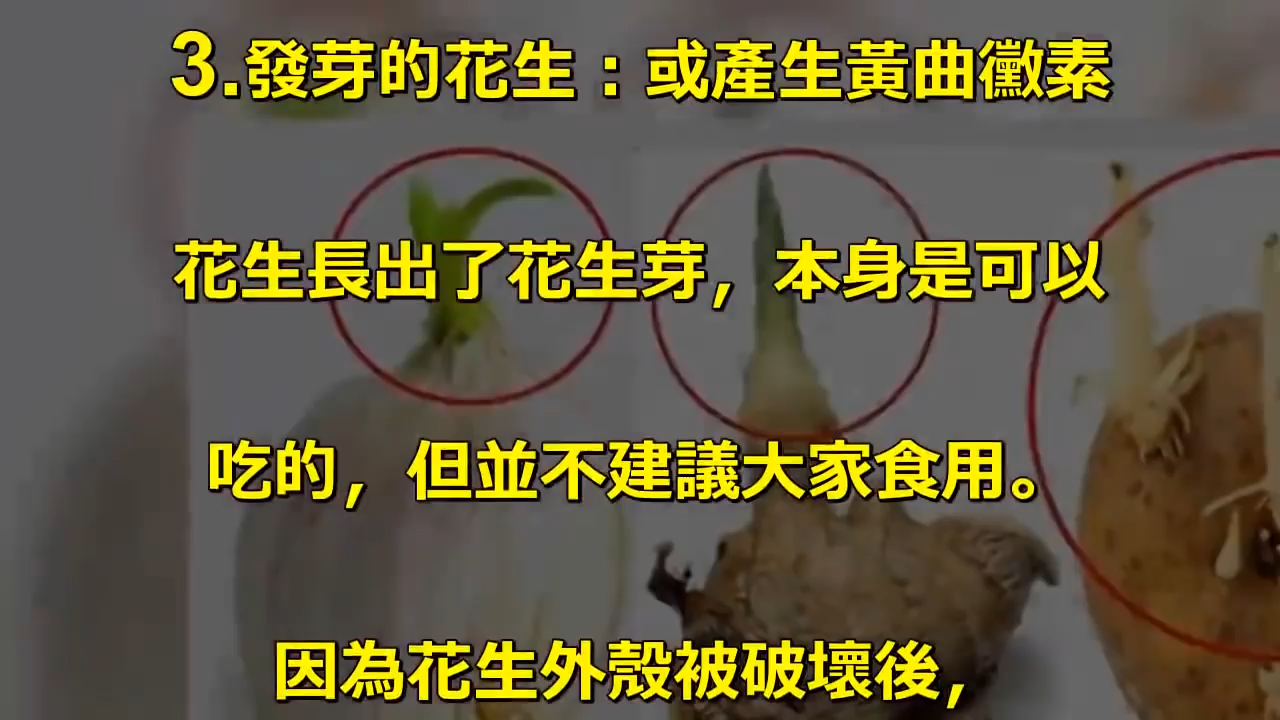 3.發芽的花生：或產生黃曲黴素
花生長出了花生芽，本身是可以
吃的，但並不建議大家食用。
因為花生外殼被破壞後，